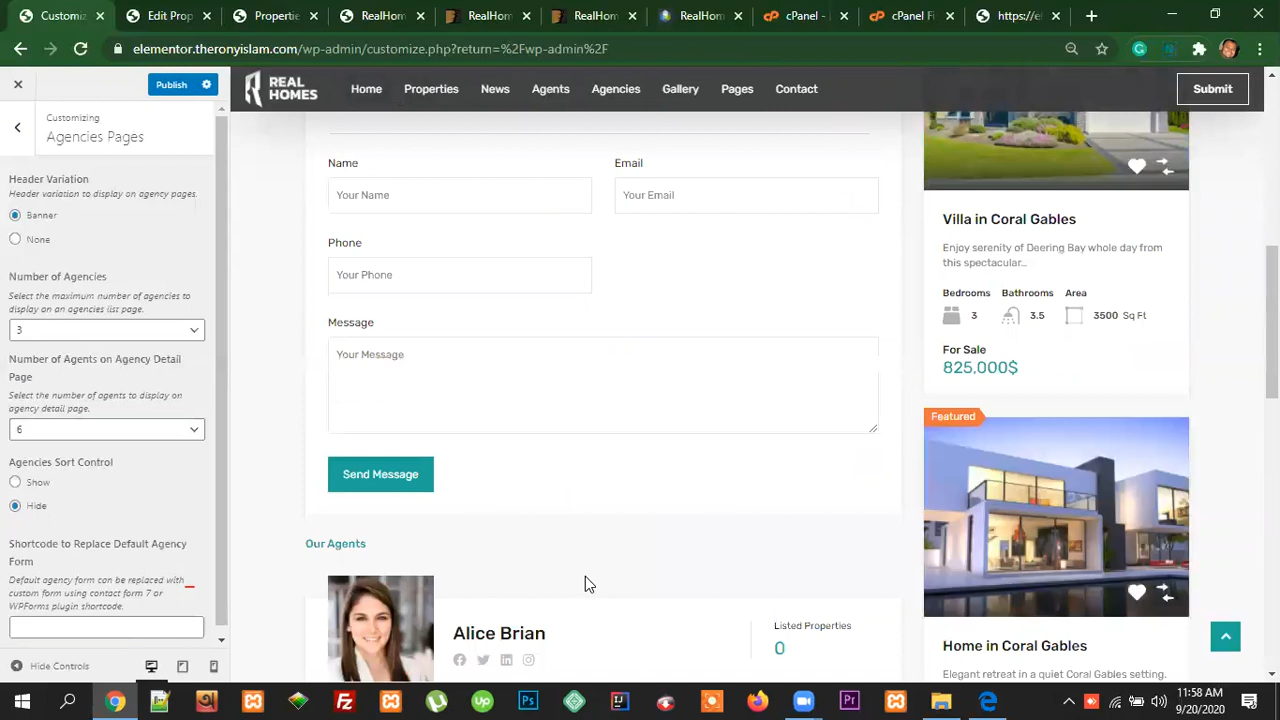 Edit Prop
Properti
RealHom
RealHom
RealHom
RealHom
cPanel -
cPanel F
https://el
elementor.theronyislam.com/wp-admin/customize.php?return=%2Fwp-admin%2F
Publish
Customizing
Agencies Pages
Header Variation
Header variation to display on agency pages.
Banner
None
Number of Agencies
Select the maximum number of agencies to
display on an agencies list page.
3
Number of Agents on Agency Detail
Page
Select the number of agents to display on
agency detail page.
6
Agencies Sort Control
Show
Hide
Shortcode to Replace Default Agency
Form
Default agency form can be replaced with
custom form using contact form 7 or
WPForms plugin shortcode.
Hide Controls
REAL
HOMES
Home
Properties
News
Agents
Agencies
Gallery
Pages
Contact
Submit
Name
Email
Your Name
Your Email
Phone
Your Phone
Message
Your Message
Send Message
Our Agents
Alice Brian
Listed Properties
0
Villa in Coral Gables
Enjoy serenity of Deering Bay whole day from
this spectacular...
Bedrooms Bathrooms Area
3 3.5 3500 Sq Ft
For Sale
825,000$
Featured
Home in Coral Gables
Elegant retreat in a quiet Coral Gables setting.
11:58 AM
9/20/2020